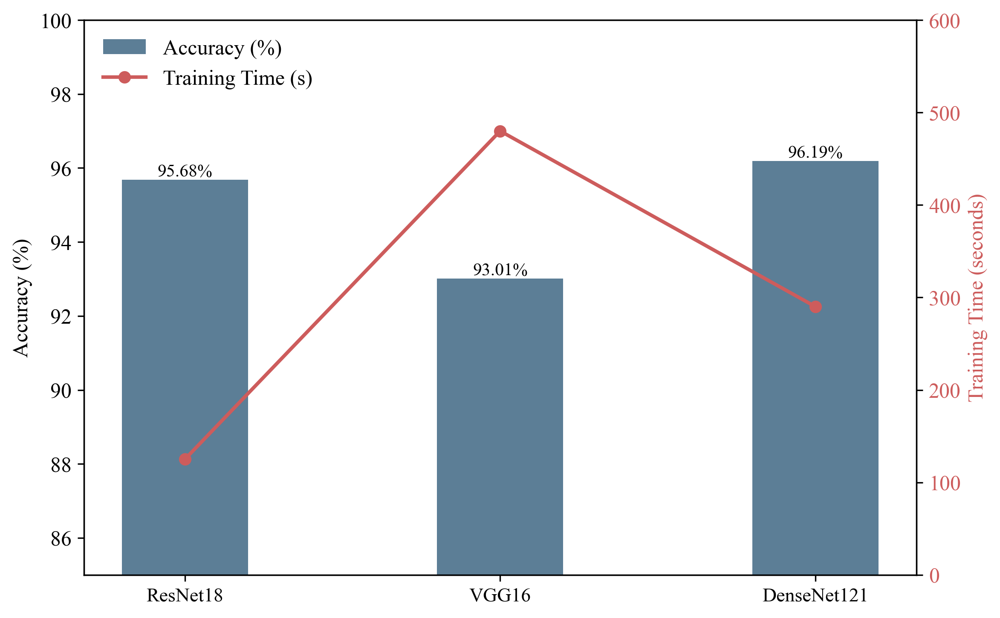 100
98
96
94
92
90
88
86
Accuracy (%)
Accuracy (%)
Training Time (s)
95.68%
93.01%
96.19%
600
500
400
300
200
100
0
Training Time (seconds)
ResNet18
VGG16
DenseNet121